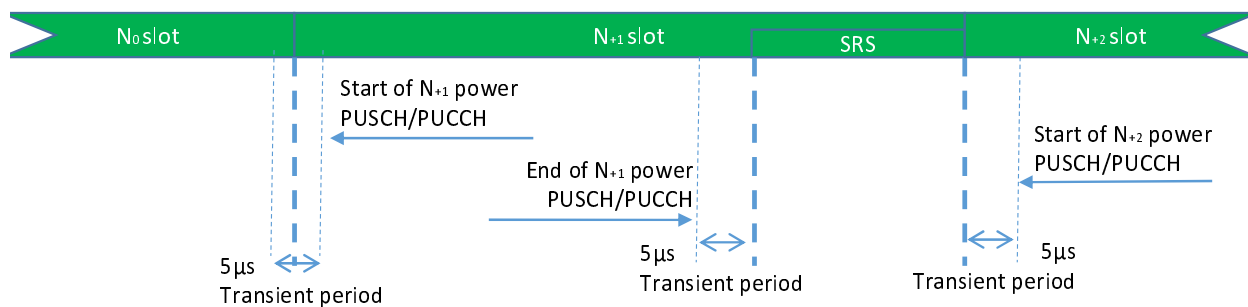 N₀ slot
N₊₁ slot
SRS
N₊₂ slot
Start of N₊₁ power
PUSCH/PUCCH
End of N₊₁ power
PUSCH/PUCCH
Start of N₊₂ power
PUSCH/PUCCH
5µs
Transient period
5µs
Transient period
5µs
Transient period